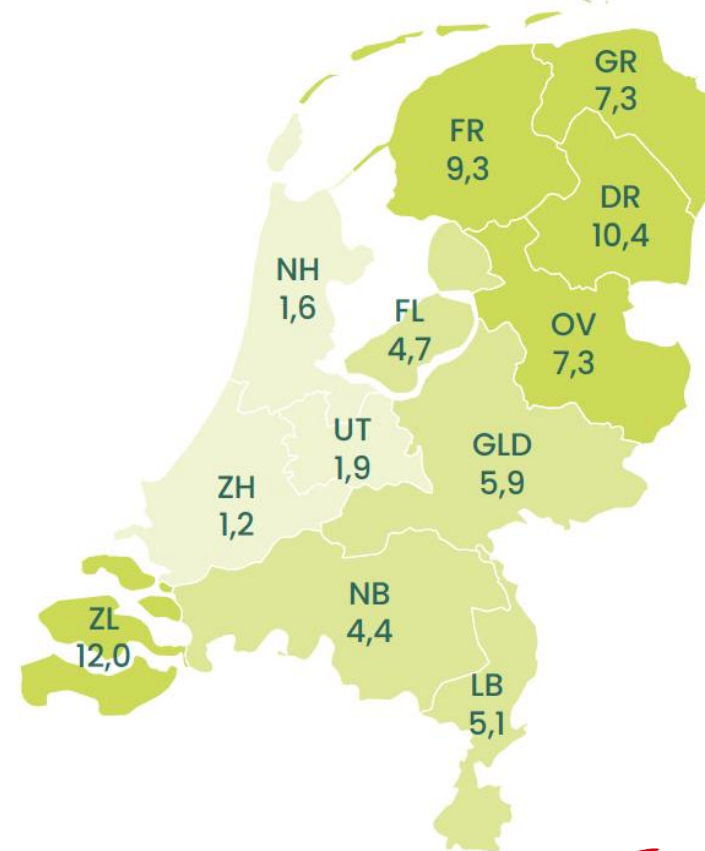 GR
7,3
FR
9,3
DR
10,4
NH
1,6
FL
4,7
OV
7,3
UT
1,9
GLD
5,9
ZH
1,2
NB
4,4
ZL
12,0
LB
5,1